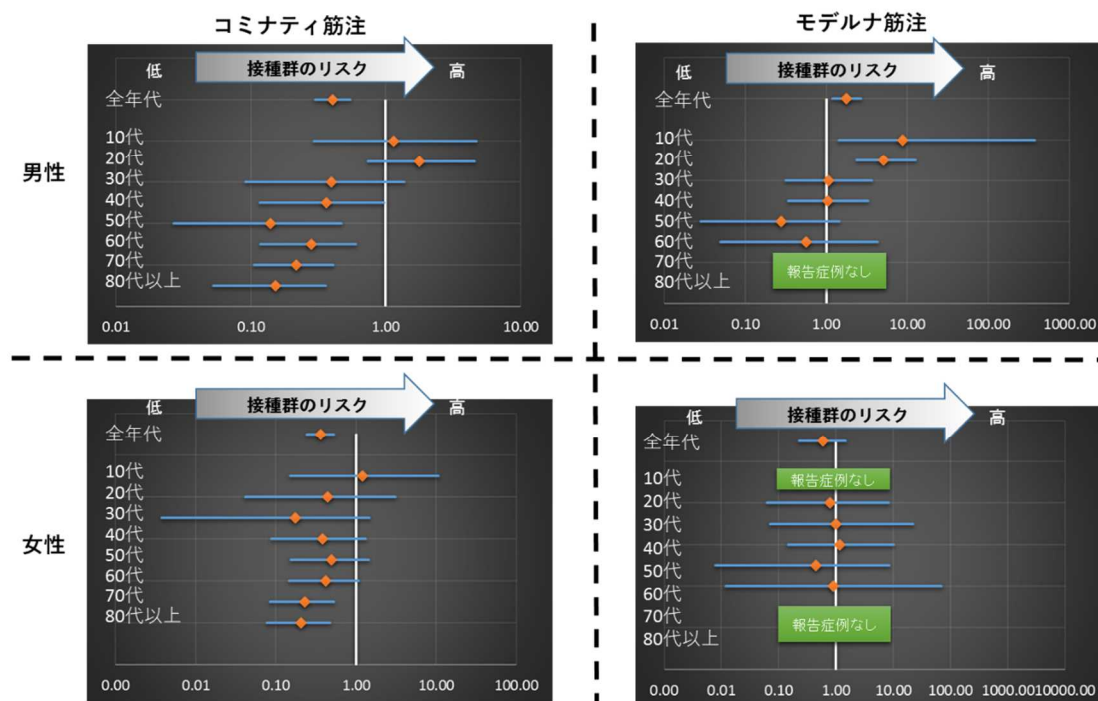 コミナティ筋注
モデルナ筋注
男性
低 接種群のリスク 高
全年代
10代
20代
30代
40代
50代
60代
70代
80代以上
0.01 0.10 1.00 10.00
低 接種群のリスク 高
全年代
10代
20代
30代
40代
50代
60代
70代
80代以上
報告症例なし
0.01 0.10 1.00 10.00 100.00 1000.00
女性
低 接種群のリスク 高
全年代
10代
20代
30代
40代
50代
60代
70代
80代以上
0.00 0.01 0.10 1.00 10.00 100.00
低 接種群のリスク 高
全年代
10代 報告症例なし
20代
30代
40代
50代
60代
70代
80代以上
報告症例なし
0.00 0.01 0.10 1.00 10.00 100.00 1000.00 10000.00